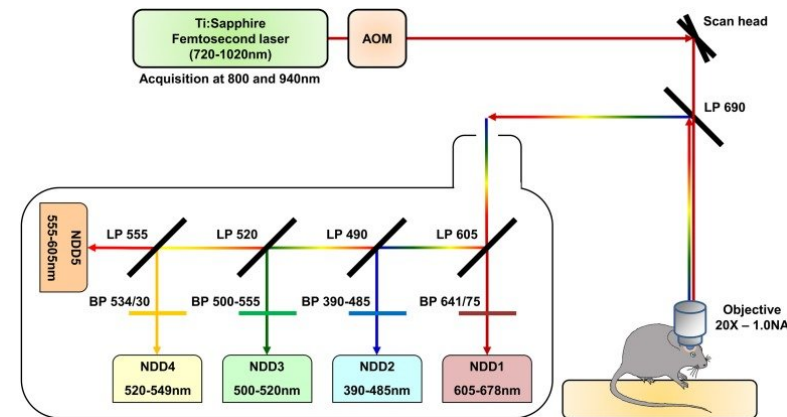 Ti:Sapphire
Femtosecond laser
(720-1020nm)
AOM
Scan head
Acquisition at 800 and 940nm
LP 690
LP 555
LP 520
LP 490
LP 605
NDD5
555-605nm
BP 534/30
BP 500-555
BP 390-485
BP 641/75
Objective
20X – 1.0NA
NDD4
520-549nm
NDD3
500-520nm
NDD2
390-485nm
NDD1
605-678nm